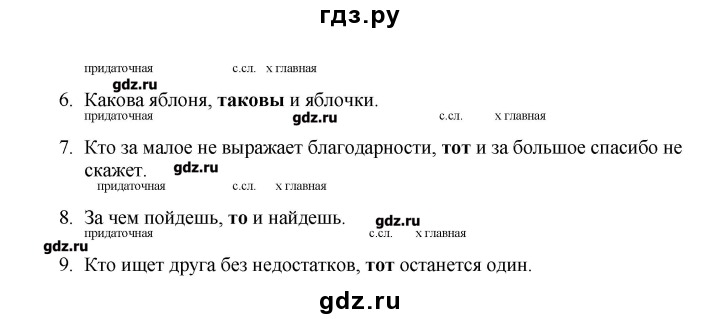 гдз.ру
придаточная с.сл. х главная
gdz.ru
6. Какова яблоня, таковы и яблочки.
придаточная gdz.ru с.сл. х главная
7. Кто за малое не выражает благодарности, тот и за большое спасибо не
скажет. gdz.ru
придаточная с.сл. х главная
8. За чем пойдешь, то и найдешь. gdz.ru
придаточная с.сл. х главная
gdz.ru
9. Кто ищет друга без недостатков, тот останется один.
gdz.ru